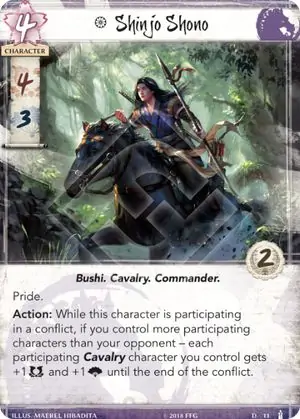 4
Shinjo Shono
CHARACTER
4
3
2
Bushi. Cavalry. Commander.
Pride.
Action: While this character is participating
in a conflict, if you control more participating
characters than your opponent – each
participating Cavalry character you control gets
+1 and +1 until the end of the conflict.
ILLUS: MAEREL HIBADITA
©2018 FFG
D 11